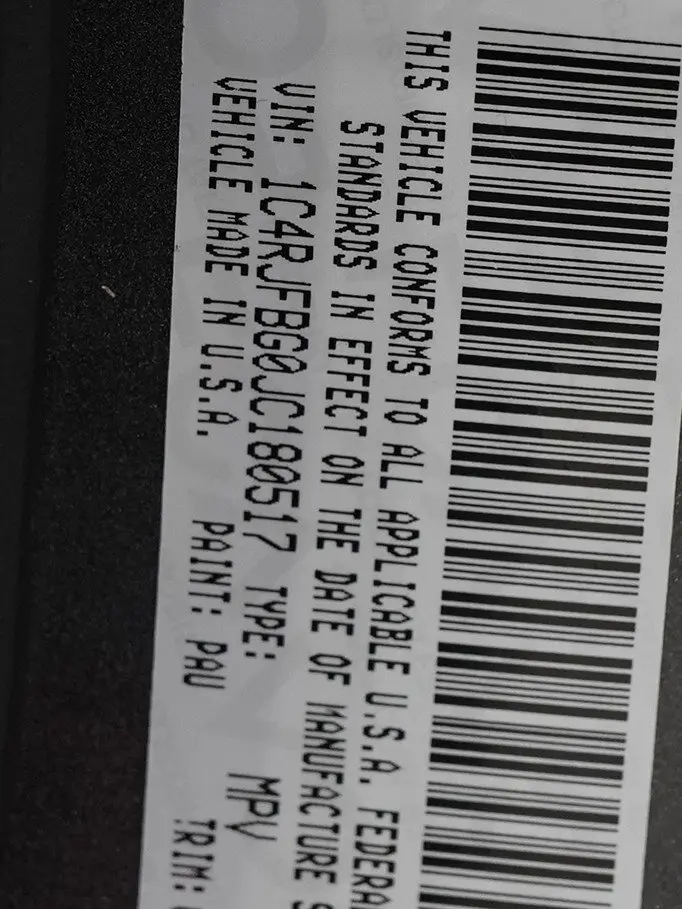 THIS VEHICLE CONFORMS TO ALL APPLICABLE U.S.A. FEDERA
STANDARDS IN EFFECT ON THE DATE OF MANUFACTURE S
VIN: 1C4RJFBG0JC180517 TYPE: MPV
VEHICLE MADE IN U.S.A. PAINT: PAU TRIM: